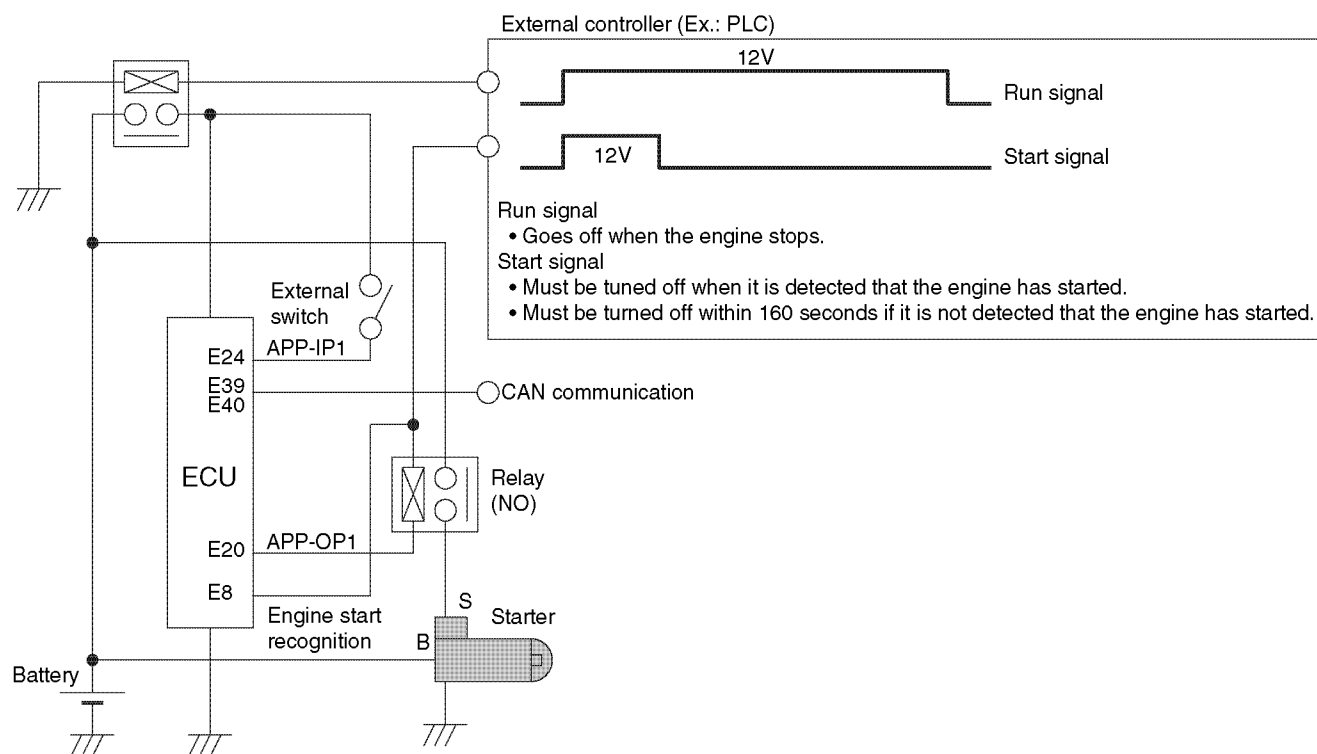 External controller (Ex.: PLC)
12V
Run signal
12V
Start signal
Run signal
• Goes off when the engine stops.
Start signal
• Must be tuned off when it is detected that the engine has started.
• Must be turned off within 160 seconds if it is not detected that the engine has started.
External
switch
E24
APP-IP1
E39
E40
CAN communication
ECU
Relay
(NO)
E20
APP-OP1
E8
Engine start
recognition
S
Starter
B
Battery